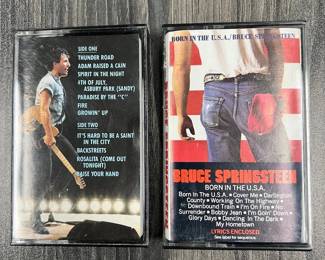 SIDE ONE
THUNDER ROAD
ADAM RAISED A CAIN
SPIRIT IN THE NIGHT
4TH OF JULY,
ASBURY PARK (SANDY)
PARADISE BY THE "C"
FIRE
GROWIN' UP
SIDE TWO
IT'S HARD TO BE A SAINT
IN THE CITY
BACKSTREETS
ROSALITA (COME OUT
TONIGHT)
RAISE YOUR HAND
BORN IN THE U.S.A./BRUCE SPRINGSTEEN
BRUCE SPRINGSTEEN
BORN IN THE U.S.A.
Born In The U.S.A. • Cover Me • Darlington
County • Working On The Highway •
Downbound Train • I'm On Fire • No
Surrender • Bobby Jean • I'm Goin' Down •
Glory Days • Dancing In The Dark •
My Hometown
LYRICS ENCLOSED
See label for sequence.